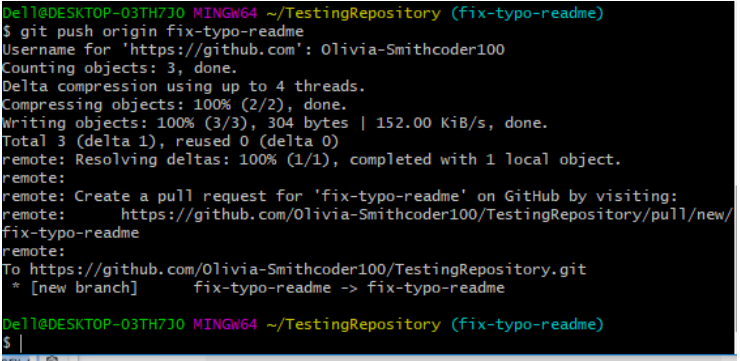 Dell@DESKTOP-03TH7J0 MINGW64 ~/TestingRepository (fix-typo-readme)
$ git push origin fix-typo-readme
Username for 'https://github.com': Olivia-Smithcoder100
Counting objects: 3, done.
Delta compression using up to 4 threads.
Compressing objects: 100% (2/2), done.
Writing objects: 100% (3/3), 304 bytes | 152.00 KiB/s, done.
Total 3 (delta 1), reused 0 (delta 0)
remote: Resolving deltas: 100% (1/1), completed with 1 local object.
remote:
remote: Create a pull request for 'fix-typo-readme' on GitHub by visiting:
remote:      https://github.com/Olivia-Smithcoder100/TestingRepository/pull/new/
fix-typo-readme
remote:
To https://github.com/Olivia-Smithcoder100/TestingRepository.git
 * [new branch]      fix-typo-readme -> fix-typo-readme
Dell@DESKTOP-03TH7J0 MINGW64 ~/TestingRepository (fix-typo-readme)
$